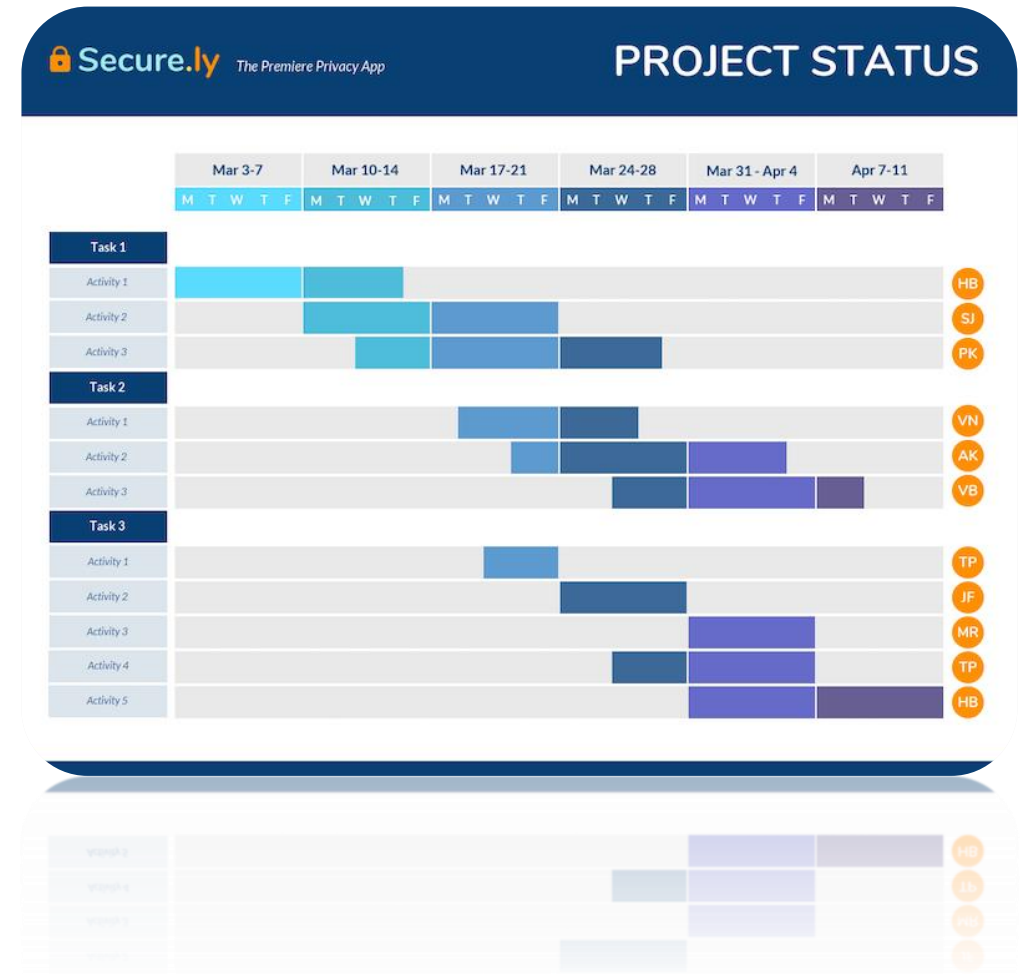 Secure.ly The Premiere Privacy App PROJECT STATUS
Mar 3-7 Mar 10-14 Mar 17-21 Mar 24-28 Mar 31 - Apr 4 Apr 7-11
M T W T F M T W T F M T W T F M T W T F M T W T F M T W T F
Task 1
Activity 1 HB
Activity 2 SJ
Activity 3 PK
Task 2
Activity 1 VN
Activity 2 AK
Activity 3 VB
Task 3
Activity 1 TP
Activity 2 JF
Activity 3 MR
Activity 4 TP
Activity 5 HB